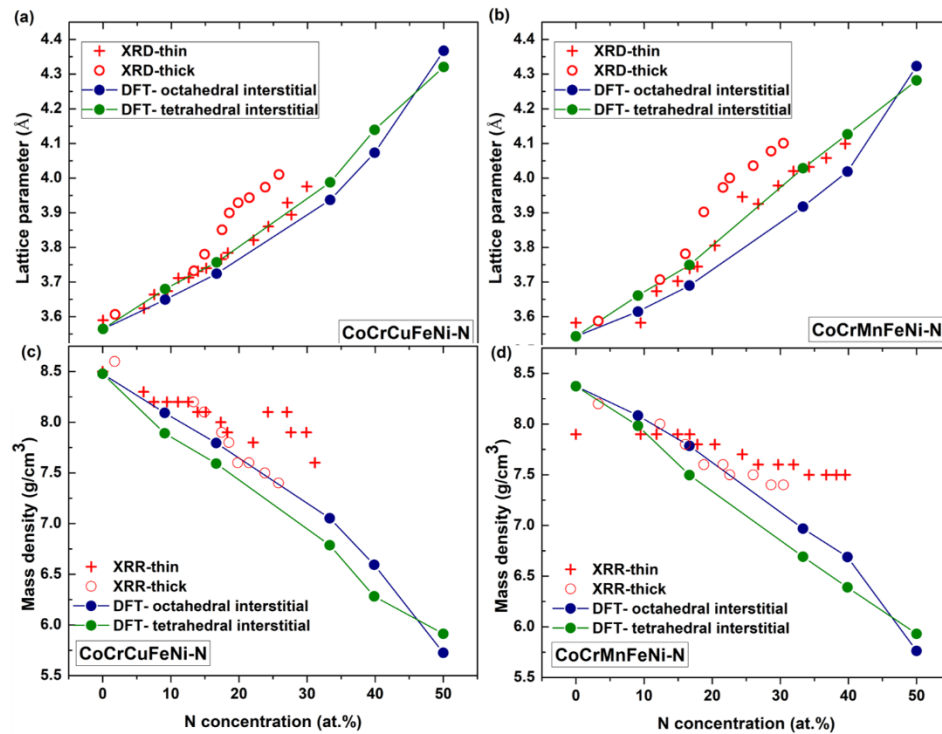 (a)
XRD-thin
XRD-thick
DFT- octahedral interstitial
DFT- tetrahedral interstitial
4.4
4.3
4.2
4.1
4.0
3.9
3.8
3.7
3.6
Lattice parameter (Å)
CoCrCuFeNi-N
(b)
XRD-thin
XRD-thick
DFT- octahedral interstitial
DFT- tetrahedral interstitial
4.4
4.3
4.2
4.1
4.0
3.9
3.8
3.7
3.6
Lattice parameter (Å)
CoCrMnFeNi-N
(c)
8.5
8.0
7.5
7.0
6.5
6.0
5.5
Mass density (g/cm³)
XRR-thin
XRR-thick
DFT- octahedral interstitial
DFT- tetrahedral interstitial
CoCrCuFeNi-N
0 10 20 30 40 50
N concentration (at.%)
(d)
8.5
8.0
7.5
7.0
6.5
6.0
5.5
Mass density (g/cm³)
XRR-thin
XRR-thick
DFT- octahedral interstitial
DFT- tetrahedral interstitial
CoCrMnFeNi-N
0 10 20 30 40 50
N concentration (at.%)